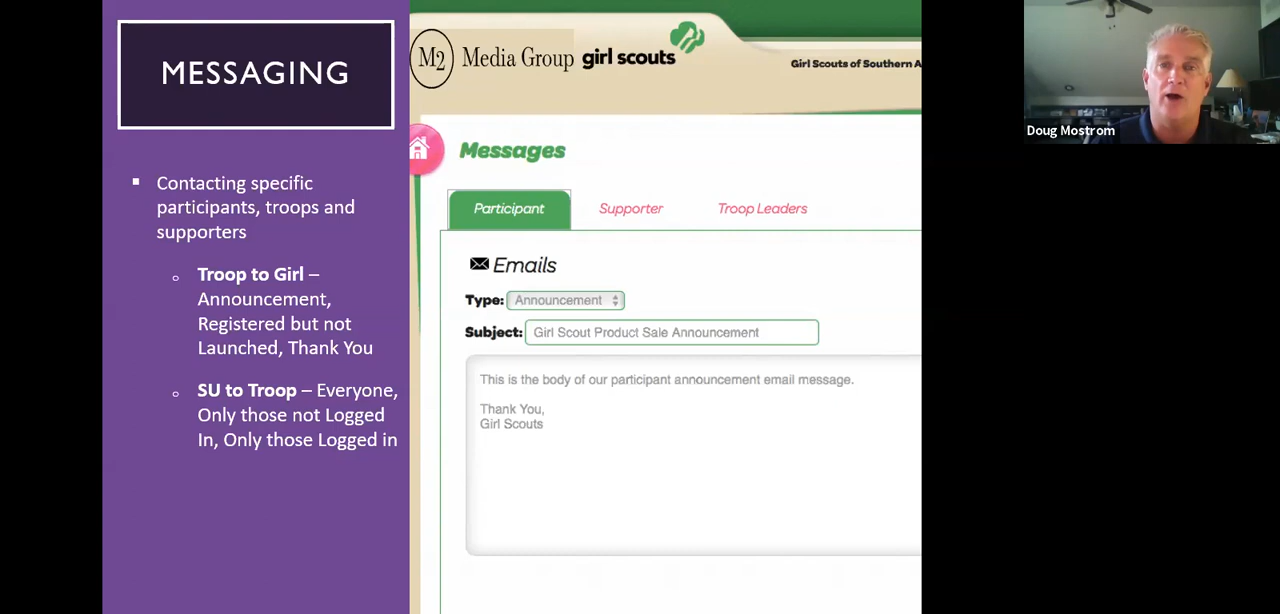 MESSAGING
Contacting specific
participants, troops and
supporters
Troop to Girl –
Announcement,
Registered but not
Launched, Thank You
SU to Troop – Everyone,
Only those not Logged
In, Only those Logged in
M2 Media Group girl scouts
Girl Scouts of Southern A
Messages
Participant Supporter Troop Leaders
Emails
Type: Announcement
Subject: Girl Scout Product Sale Announcement
This is the body of our participant announcement email message.
Thank You,
Girl Scouts
Doug Mostrom